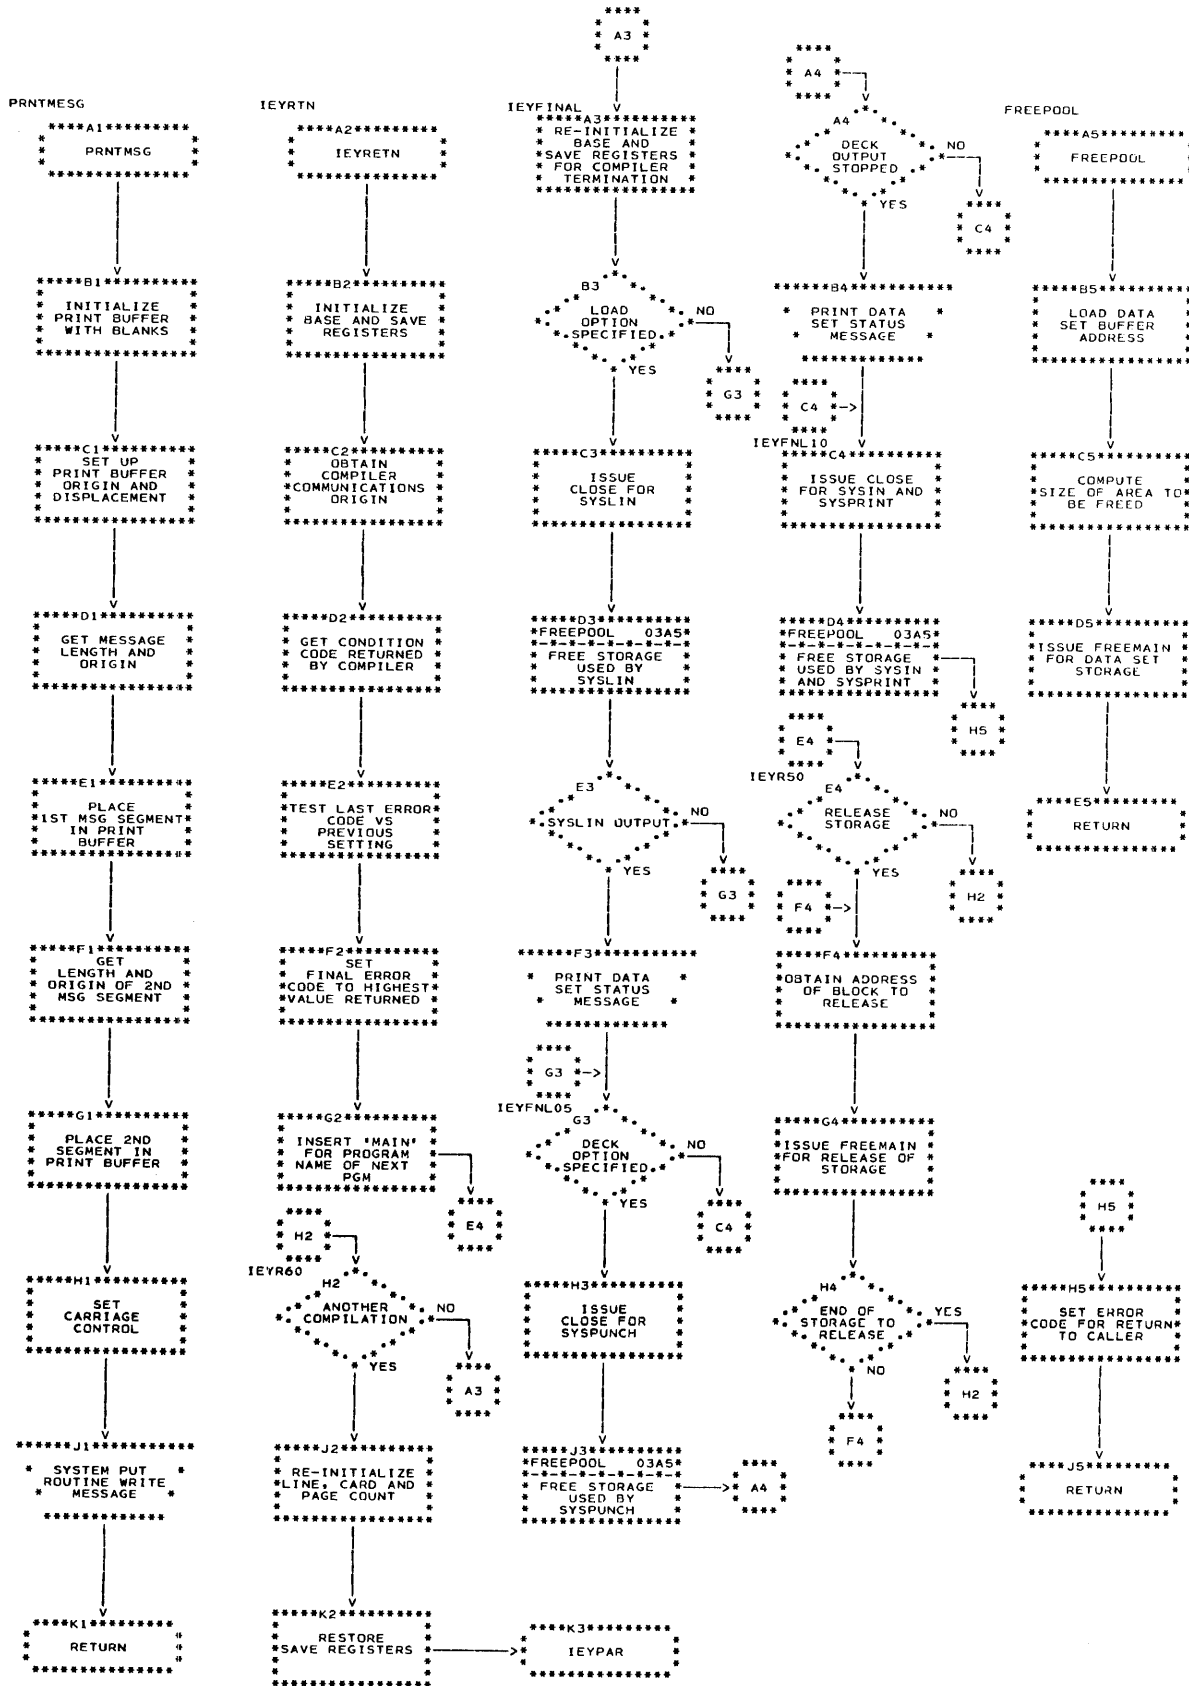 PRNTMESG
A1
PRNTMSG
B1
INITIALIZE
PRINT BUFFER
WITH BLANKS
C1
SET UP
PRINT BUFFER
ORIGIN AND
DISPLACEMENT
D1
GET MESSAGE
LENGTH AND
ORIGIN
E1
PLACE
1ST MSG SEGMENT
IN PRINT
BUFFER
F1
GET
LENGTH AND
ORIGIN OF 2ND
MSG SEGMENT
G1
PLACE 2ND
SEGMENT IN
PRINT BUFFER
H1
SET
CARRIAGE
CONTROL
J1
SYSTEM PUT
ROUTINE WRITE
MESSAGE
K1
RETURN
IEYRTN
A2
IEYRETN
B2
INITIALIZE
BASE AND SAVE
REGISTERS
C2
OBTAIN
COMPILER
COMMUNICATIONS
ORIGIN
D2
GET CONDITION
CODE RETURNED
BY COMPILER
E2
TEST LAST ERROR
CODE VS
PREVIOUS
SETTING
F2
SET
FINAL ERROR
CODE TO HIGHEST
VALUE RETURNED
G2
INSERT 'MAIN'
FOR PROGRAM
NAME OF NEXT
PGM
E4
H2
IEYR60
H2
ANOTHER
COMPILATION
NO
YES
A3
J2
RE-INITIALIZE
LINE, CARD AND
PAGE COUNT
K2
RESTORE
SAVE REGISTERS
A3
IEYFINAL
A3
RE-INITIALIZE
BASE AND
SAVE REGISTERS
FOR COMPILER
TERMINATION
B3
LOAD
OPTION
SPECIFIED
NO
YES
G3
C3
ISSUE
CLOSE FOR
SYSLIN
D3
FREEPOOL 03A5
FREE STORAGE
USED BY
SYSLIN
E3
SYSLIN OUTPUT
NO
YES
G3
F3
PRINT DATA
SET STATUS
MESSAGE
G3
IEYFNL05
G3
DECK
OPTION
SPECIFIED
NO
YES
C4
H3
ISSUE
CLOSE FOR
SYSPUNCH
J3
FREEPOOL 03A5
FREE STORAGE
USED BY
SYSPUNCH
A4
K3
IEYPAR
A4
A4
DECK
OUTPUT
STOPPED
NO
YES
C4
B4
PRINT DATA
SET STATUS
MESSAGE
C4
IEYFNL10
C4
ISSUE CLOSE
FOR SYSIN AND
SYSPRINT
D4
FREEPOOL 03A5
FREE STORAGE
USED BY SYSIN
AND SYSPRINT
H5
E4
IEYR50
E4
RELEASE
STORAGE
NO
YES
H2
F4
F4
OBTAIN ADDRESS
OF BLOCK TO
RELEASE
G4
ISSUE FREEMAIN
FOR RELEASE OF
STORAGE
H4
END OF
STORAGE TO
RELEASE
YES
NO
H2
F4
FREEPOOL
A5
FREEPOOL
B5
LOAD DATA
SET BUFFER
ADDRESS
C5
COMPUTE
SIZE OF AREA TO
BE FREED
D5
ISSUE FREEMAIN
FOR DATA SET
STORAGE
E5
RETURN
H5
H5
SET ERROR
CODE FOR RETURN
TO CALLER
J5
RETURN